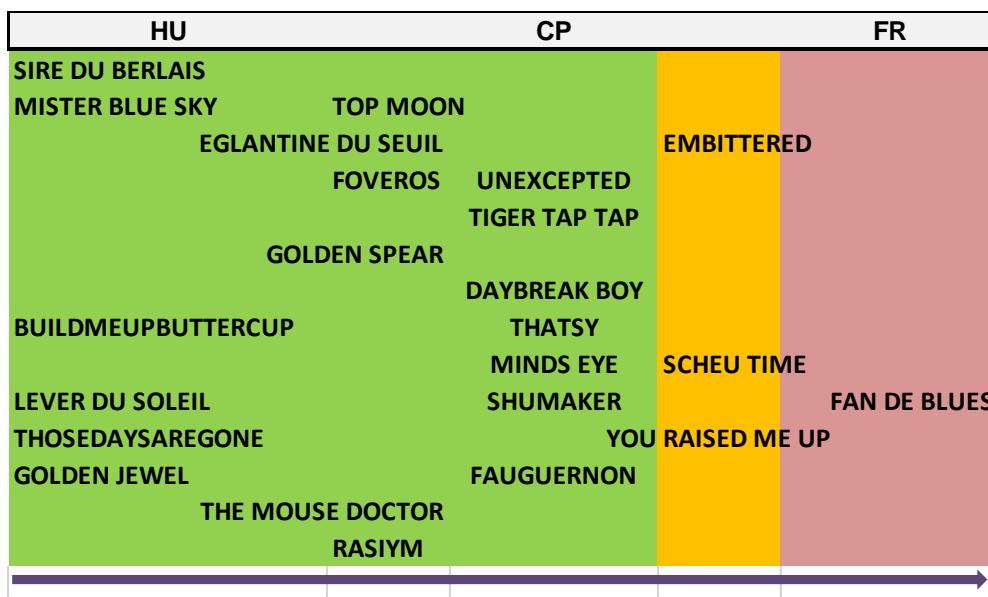 HU CP FR
SIRE DU BERLAIS
MISTER BLUE SKY TOP MOON
EGLANTINE DU SEUIL EMBITTERED
FOVEROS UNEXCEPTED
TIGER TAP TAP
GOLDEN SPEAR
DAYBREAK BOY
BUILDMEUPBUTTERCUP THATSY
MINDS EYE SCHEU TIME
LEVER DU SOLEIL SHUMAKER FAN DE BLUES
THOSEDAYSAREGONE YOU RAISED ME UP
GOLDEN JEWEL FAUGUERNON
THE MOUSE DOCTOR
RASIYM